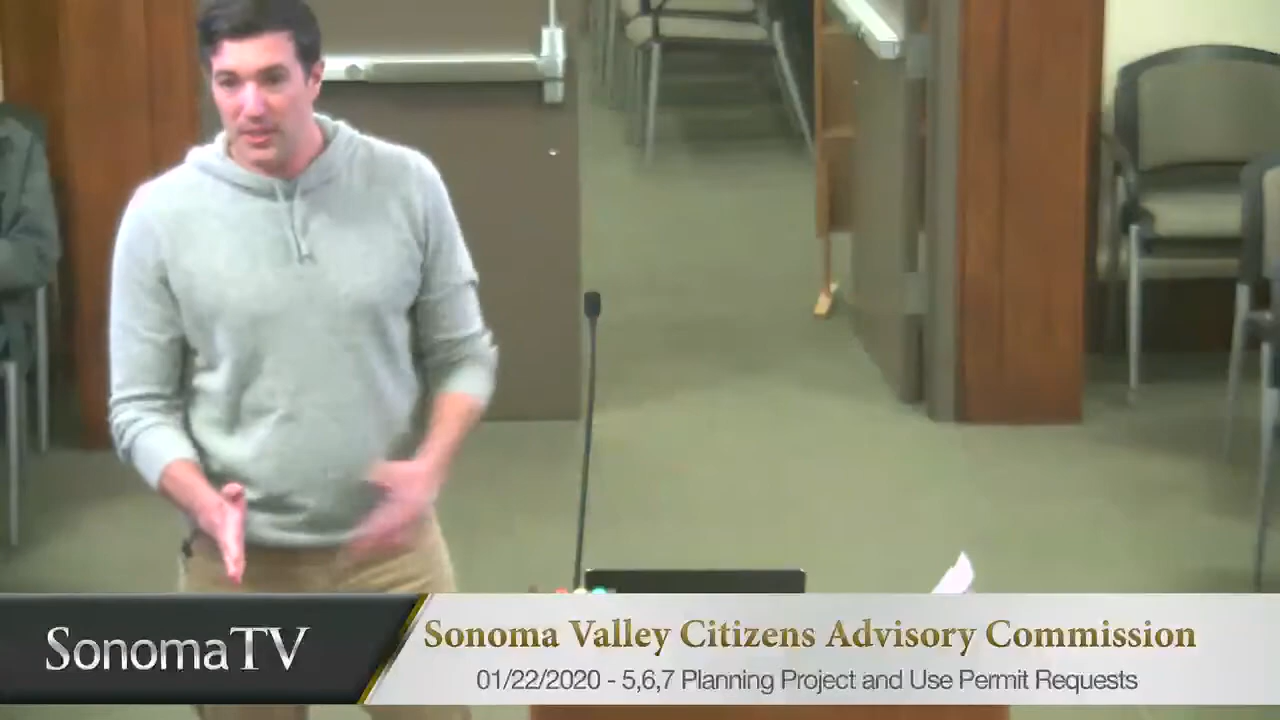 SonomaTV
Sonoma Valley Citizens Advisory Commission
01/22/2020 - 5,6,7 Planning Project and Use Permit Requests